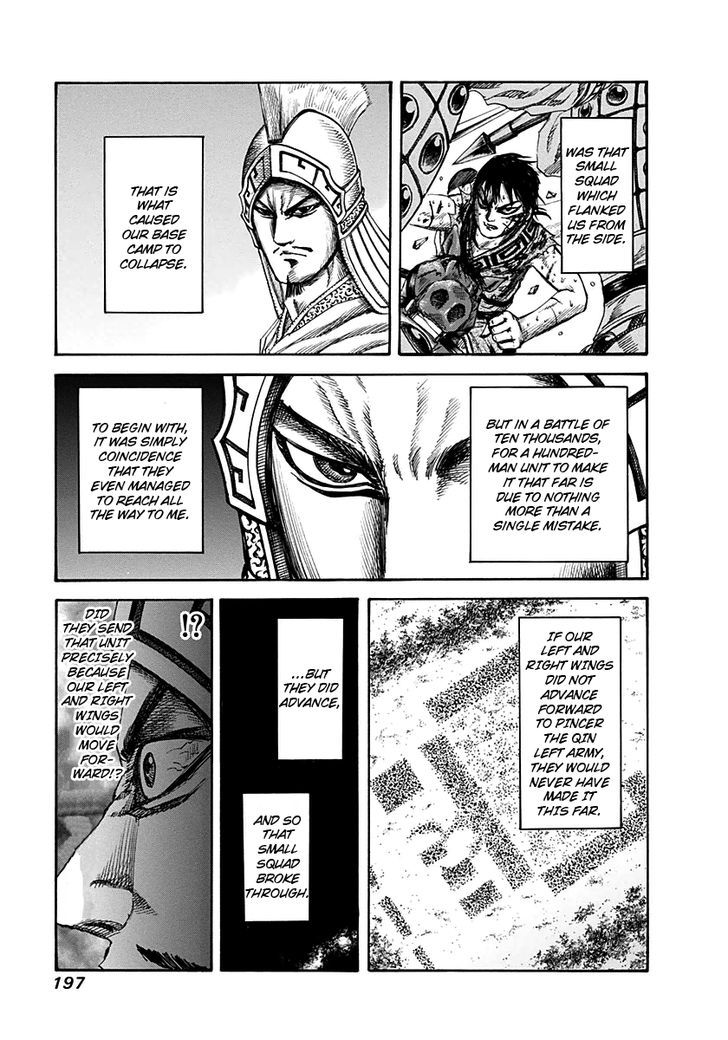 WAS THAT
SMALL
SQUAD
WHICH
FLANKED
US FROM
THE SIDE.
THAT IS
WHAT
CAUSED
OUR BASE
CAMP TO
COLLAPSE.
BUT IN A BATTLE OF
TEN THOUSANDS,
FOR A HUNDRED-
MAN UNIT TO MAKE
IT THAT FAR IS
DUE TO NOTHING
MORE THAN A
SINGLE MISTAKE.
TO BEGIN WITH,
IT WAS SIMPLY
COINCIDENCE
THAT THEY
EVEN MANAGED
TO REACH ALL
THE WAY TO ME.
IF OUR
LEFT AND
RIGHT WINGS
DID NOT
ADVANCE
FORWARD
TO PINCER
THE QIN
LEFT ARMY,
THEY WOULD
NEVER HAVE
MADE IT
THIS FAR.
...BUT
THEY DID
ADVANCE,
AND SO
THAT
SMALL
SQUAD
BROKE
THROUGH.
!?
DID
THEY SEND
THAT UNIT
PRECISELY
BECAUSE
OUR LEFT
AND RIGHT
WINGS
WOULD
MOVE
FOR-
WARD!?
197